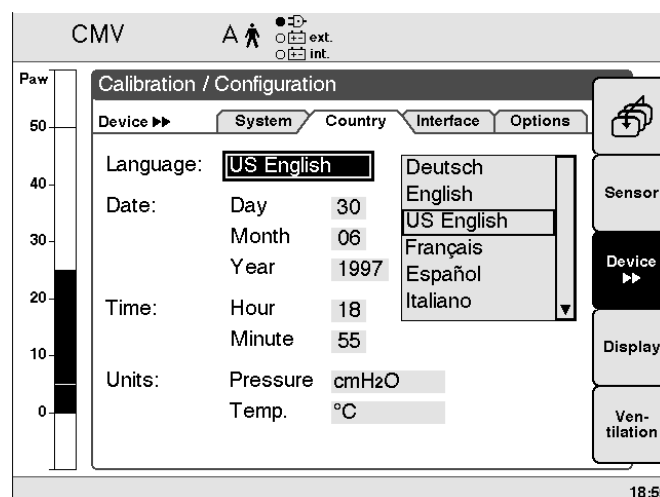 CMV A ext.
int.
Paw
50
40
30
20
10
0
Calibration / Configuration
Device ▶▶ System Country Interface Options
Language: US English
Date: Day 30
Month 06
Year 1997
Time: Hour 18
Minute 55
Units: Pressure cmH2O
Temp. °C
Deutsch
English
US English
Français
Español
Italiano
Sensor
Device
▶▶
Display
Ven-
tilation
18:5